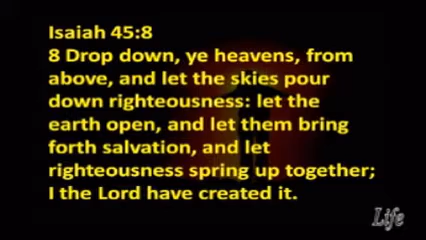 Isaiah 45:8
8 Drop down, ye heavens, from
above, and let the skies pour
down righteousness: let the
earth open, and let them bring
forth salvation, and let
righteousness spring up together;
I the Lord have created it.
Life